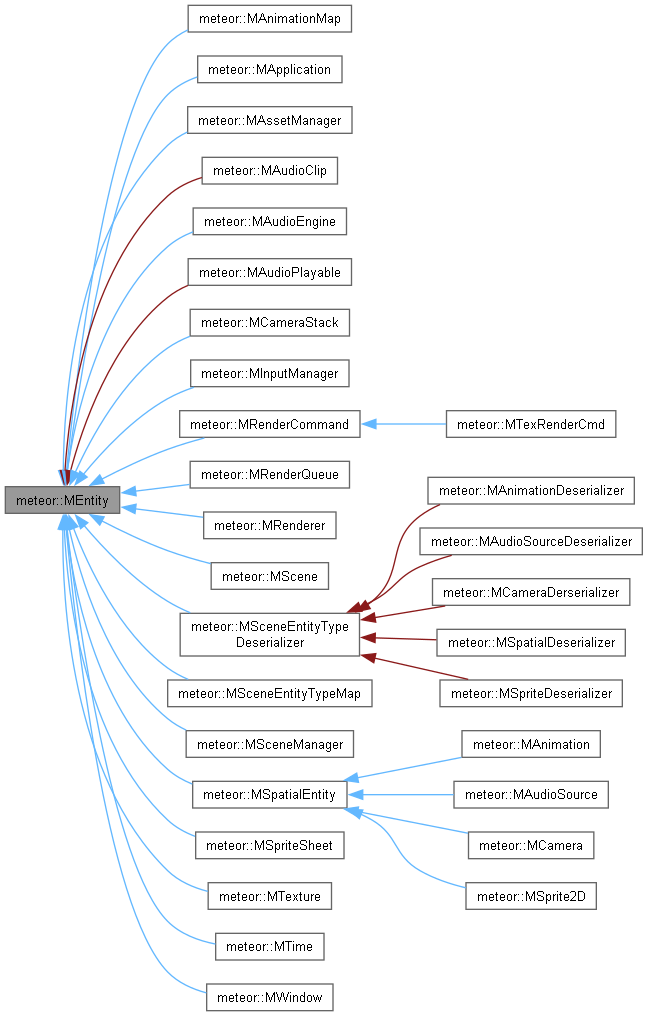 meteor::MAnimationMap
meteor::MApplication
meteor::MAssetManager
meteor::MAudioClip
meteor::MAudioEngine
meteor::MAudioPlayable
meteor::MCameraStack
meteor::MInputManager
meteor::MRenderCommand
meteor::MTexRenderCmd
meteor::MRenderQueue
meteor::MAnimationDeserializer
meteor::MEntity
meteor::MRenderer
meteor::MAudioSourceDeserializer
meteor::MScene
meteor::MCameraDerserializer
meteor::MSceneEntityType
Deserializer
meteor::MSpatialDeserializer
meteor::MSceneEntityTypeMap
meteor::MSpriteDeserializer
meteor::MSceneManager
meteor::MAnimation
meteor::MSpatialEntity
meteor::MAudioSource
meteor::MSpriteSheet
meteor::MCamera
meteor::MTexture
meteor::MSprite2D
meteor::MTime
meteor::MWindow